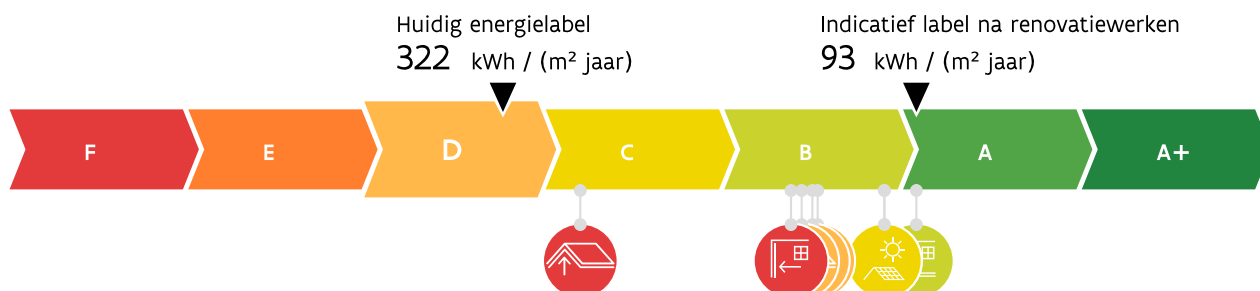 Huidig energielabel
322 kWh / (m² jaar)
Indicatief label na renovatiewerken
93 kWh / (m² jaar)
F E D C B A A+